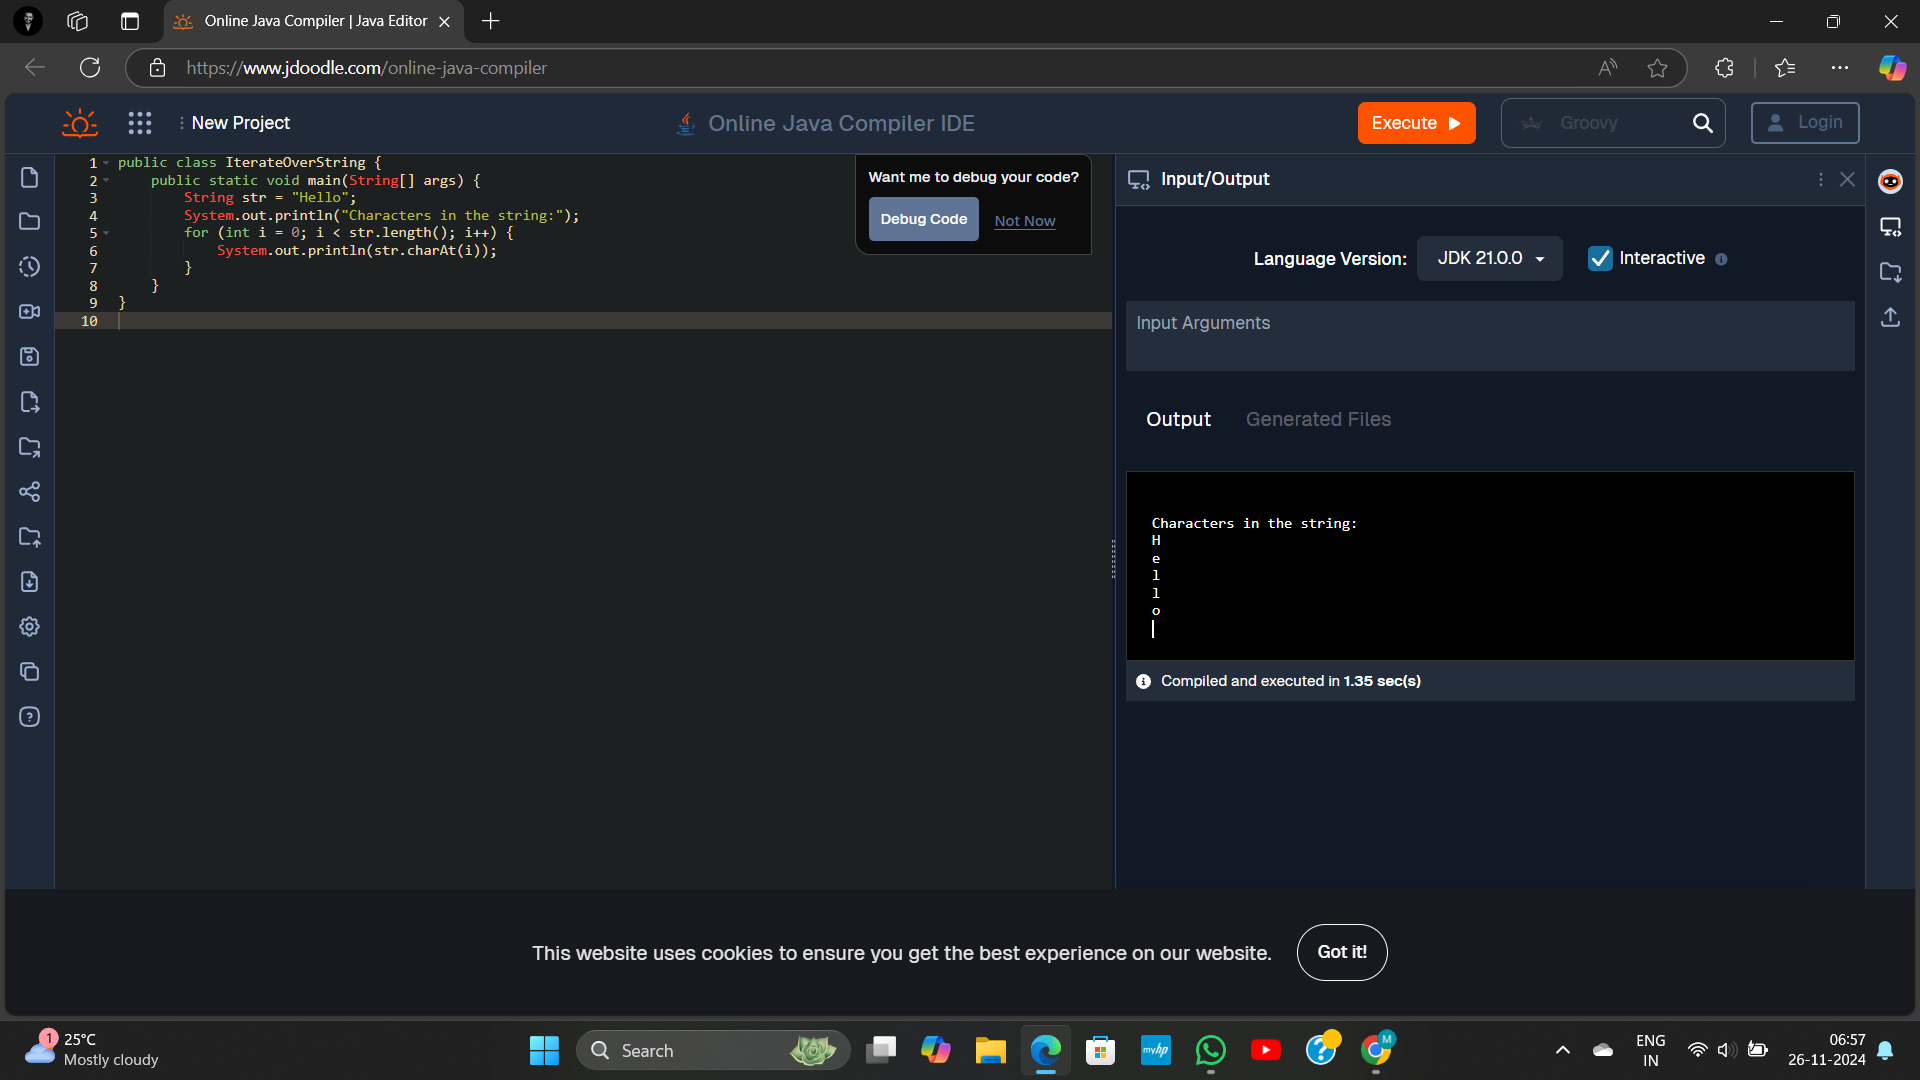 Online Java Compiler | Java Editor
https://www.jdoodle.com/online-java-compiler
New Project
Online Java Compiler IDE
Execute
Groovy
Login
1 public class IterateOverString {
2     public static void main(String[] args) {
3         String str = "Hello";
4         System.out.println("Characters in the string:");
5         for (int i = 0; i < str.length(); i++) {
6             System.out.println(str.charAt(i));
7         }
8     }
9 }
10
Want me to debug your code?
Debug Code Not Now
Input/Output
Language Version: JDK 21.0.0 Interactive
Input Arguments
Output Generated Files
Characters in the string:
H
e
l
l
o
Compiled and executed in 1.35 sec(s)
This website uses cookies to ensure you get the best experience on our website. Got it!
1
25°C
Mostly cloudy
Search
myhp
M
ENG
IN
06:57
26-11-2024